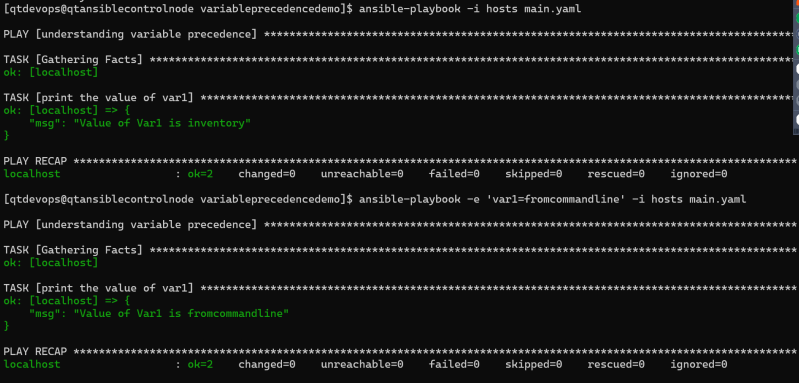 [qtdevops@qtansiblecontrolnode variableprecedencedemo]$ ansible-playbook -i hosts main.yaml
PLAY [understanding variable precedence] ************************************************************************************
TASK [Gathering Facts] ******************************************************************************************************
ok: [localhost]
TASK [print the value of var1] **********************************************************************************************
ok: [localhost] => {
    "msg": "Value of Var1 is inventory"
}
PLAY RECAP ******************************************************************************************************************
localhost                  : ok=2    changed=0    unreachable=0    failed=0    skipped=0    rescued=0    ignored=0
[qtdevops@qtansiblecontrolnode variableprecedencedemo]$ ansible-playbook -e 'var1=fromcommandline' -i hosts main.yaml
PLAY [understanding variable precedence] ************************************************************************************
TASK [Gathering Facts] ******************************************************************************************************
ok: [localhost]
TASK [print the value of var1] **********************************************************************************************
ok: [localhost] => {
    "msg": "Value of Var1 is fromcommandline"
}
PLAY RECAP ******************************************************************************************************************
localhost                  : ok=2    changed=0    unreachable=0    failed=0    skipped=0    rescued=0    ignored=0